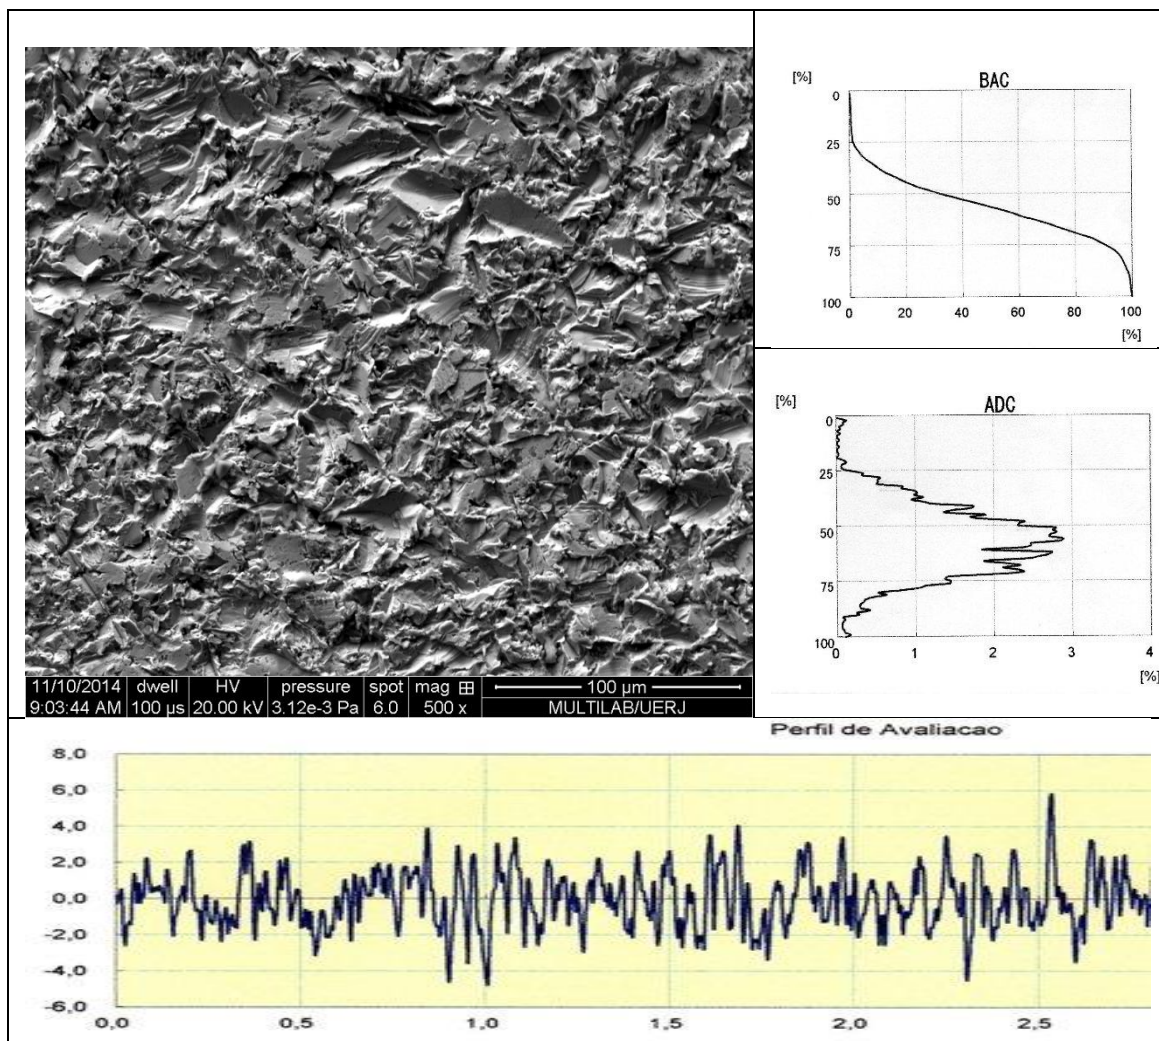 11/10/2014 dwell HV pressure spot mag ⊞ 100 µm
9:03:44 AM 100 µs 20.00 kV 3.12e-3 Pa 6.0 500 x MULTILAB/UERJ
[%] BAC
0
25
50
75
100
0 20 40 60 80 100
[%]
[%] ADC
0
25
50
75
100
0 1 2 3 4
[%]
Perfil de Avaliacao
8,0
6,0
4,0
2,0
0,0
-2,0
-4,0
-6,0
0,0 0,5 1,0 1,5 2,0 2,5